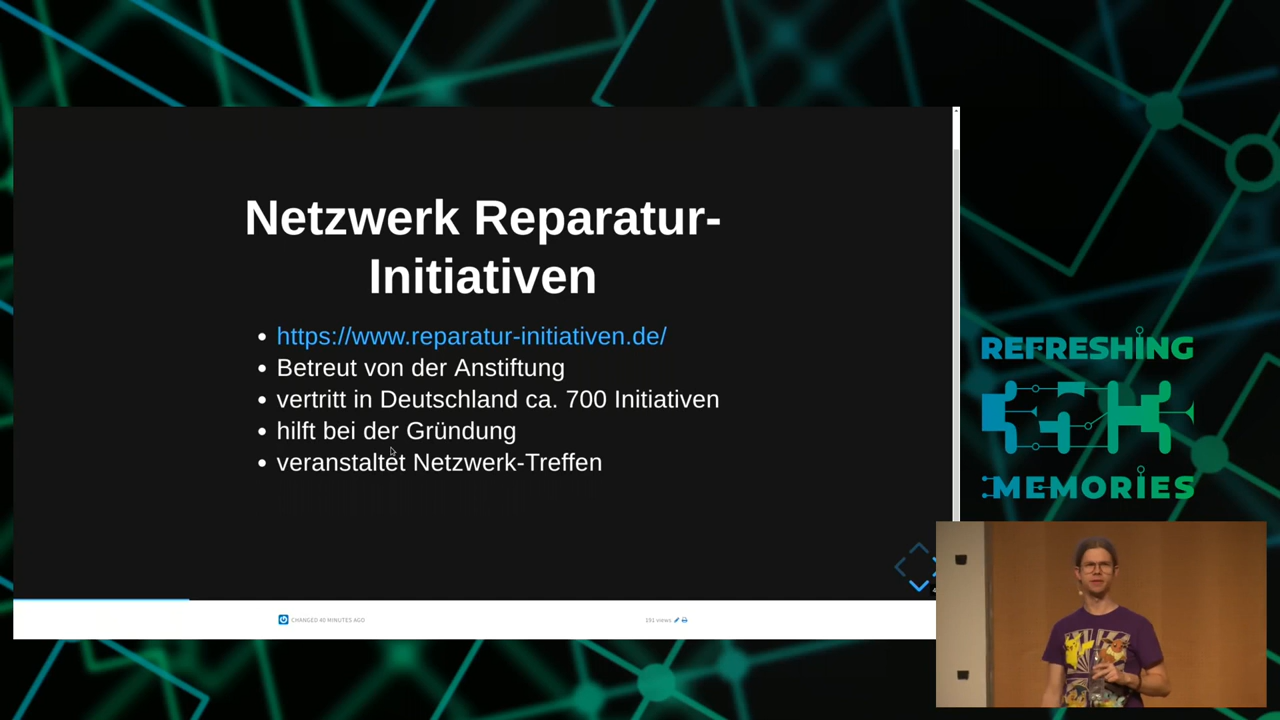 Netzwerk Reparatur-
Initiativen
https://www.reparatur-initiativen.de/
Betreut von der Anstiftung
vertritt in Deutschland ca. 700 Initiativen
hilft bei der Gründung
veranstaltet Netzwerk-Treffen
CHANGED 40 MINUTES AGO
191 views
REFRESHING
MEMORIES